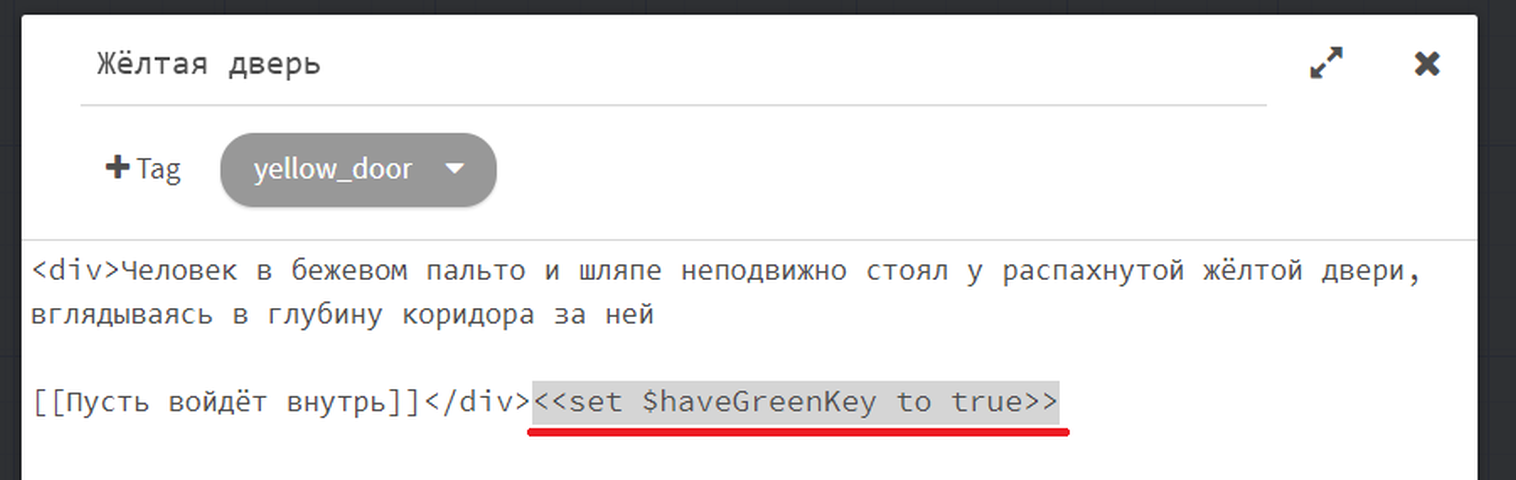 Жёлтая дверь
Tag yellow_door
<div>Человек в бежевом пальто и шляпе неподвижно стоял у распахнутой жёлтой двери,
вглядываясь в глубину коридора за ней
[[Пусть войдёт внутрь]]</div><<set $haveGreenKey to true>>